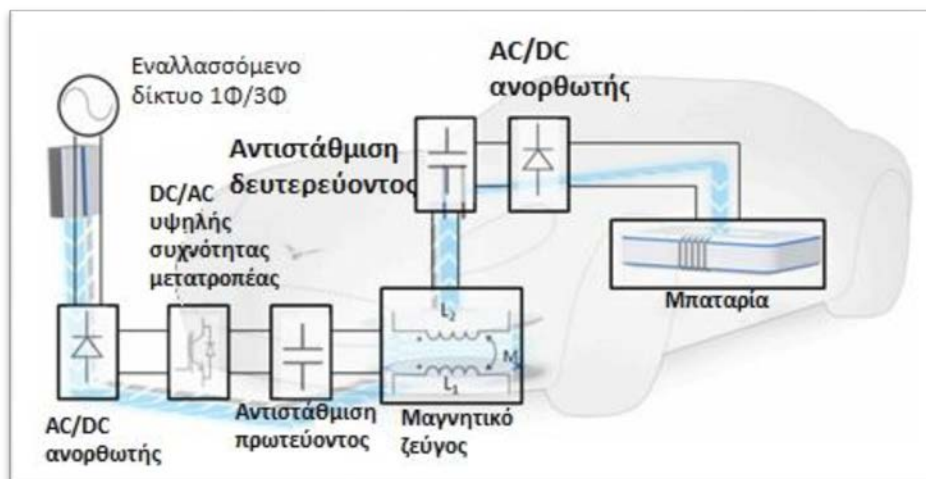 Εναλλασσόμενο
δίκτυο 1Φ/3Φ
AC/DC
ανορθωτής
Αντιστάθμιση
δευτερεύοντος
DC/AC
υψηλής
συχνότητας
μετατροπέας
Μπαταρία
L2
M
L1
AC/DC
ανορθωτής
Αντιστάθμιση
πρωτεύοντος
Μαγνητικό
ζεύγος